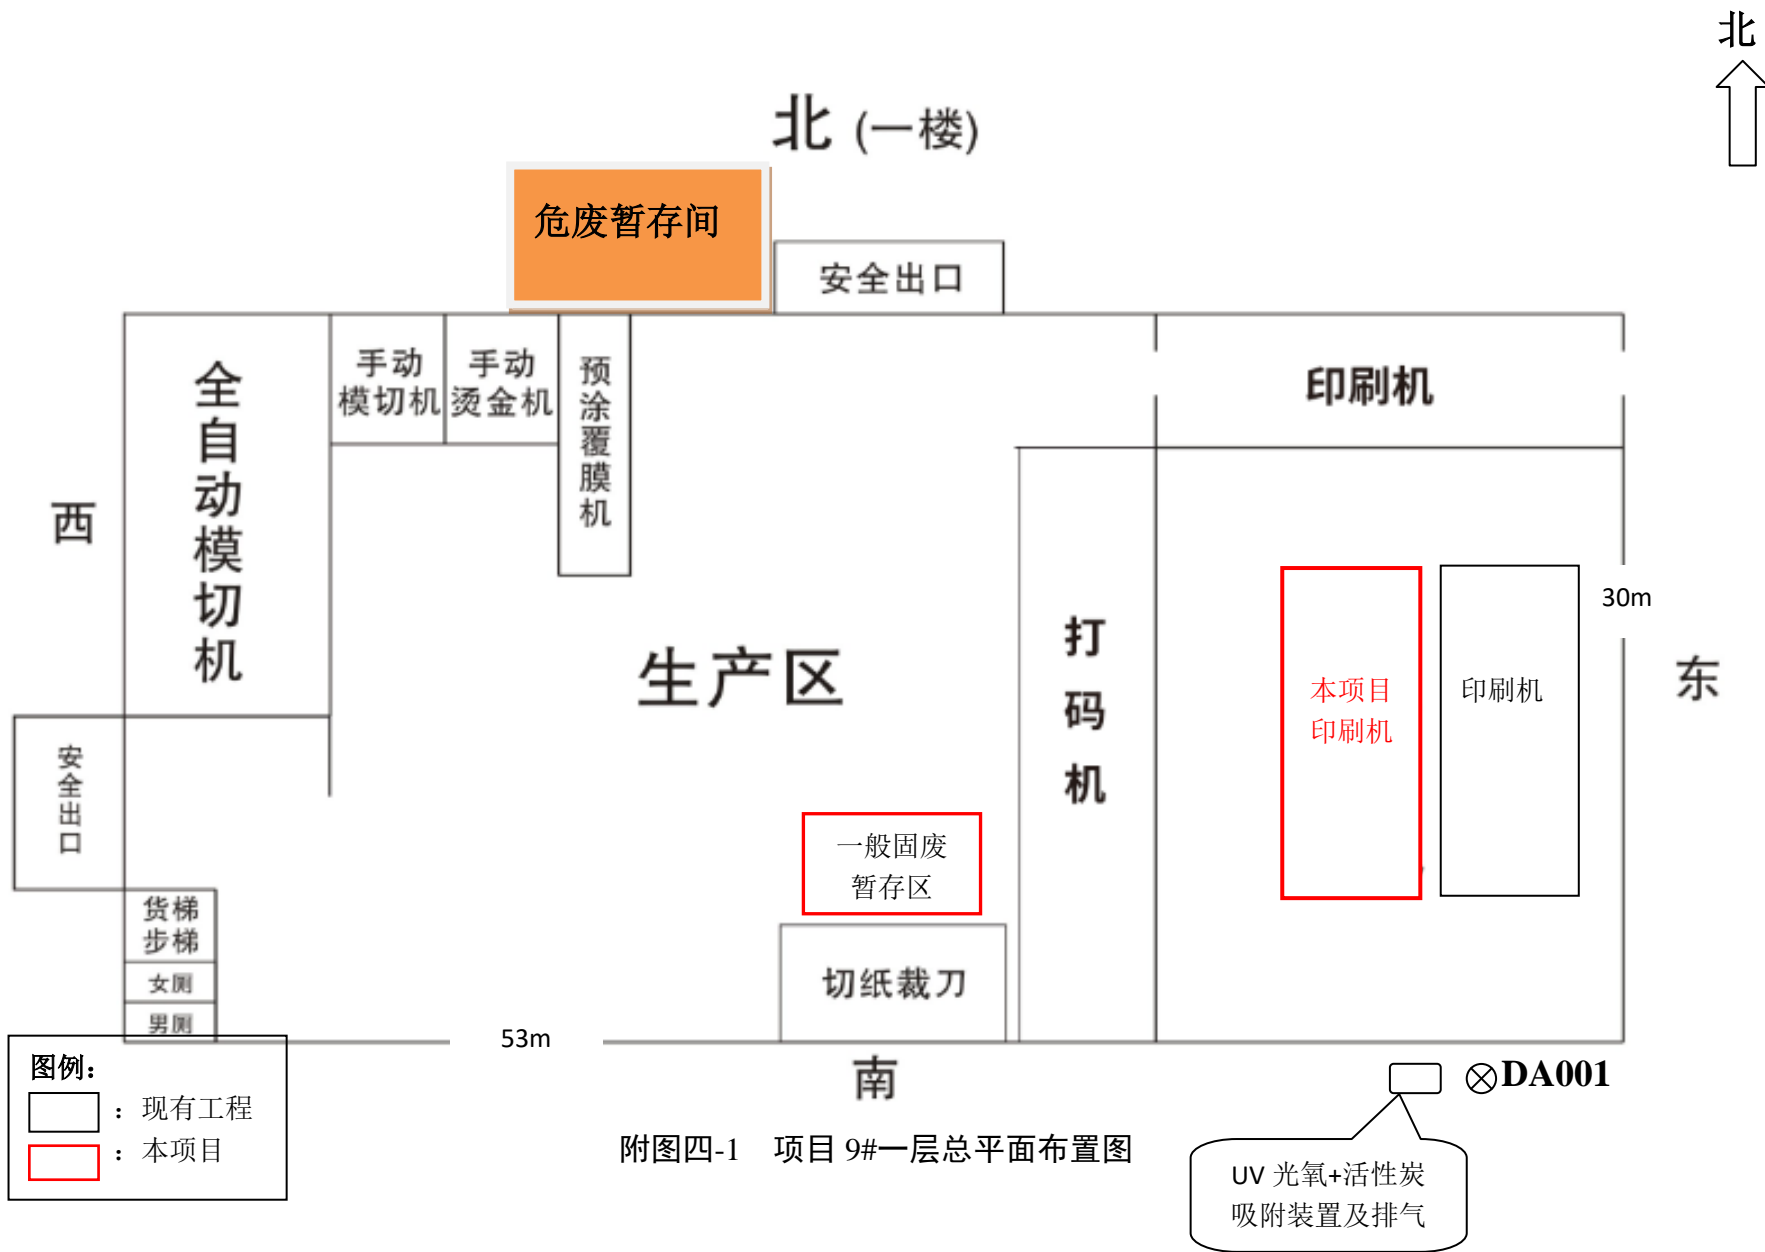 北
北 (一楼)
危废暂存间
安全出口
全自动模切机
手动
模切机
手动
烫金机
预涂覆膜机
印刷机
西
生产区
打码机
本项目
印刷机
印刷机
30m
东
安全出口
一般固废
暂存区
货梯
步梯
女厕
男厕
切纸裁刀
53m
南
图例：
：现有工程
：本项目
DA001
附图四-1 项目 9#一层总平面布置图
UV 光氧+活性炭
吸附装置及排气